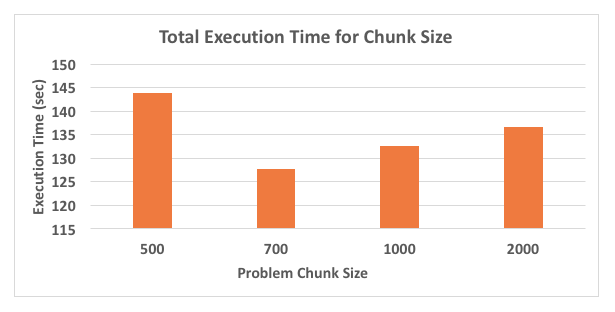 Total Execution Time for Chunk Size
150
145
140
135
130
125
120
115
Execution Time (sec)
500 700 1000 2000
Problem Chunk Size